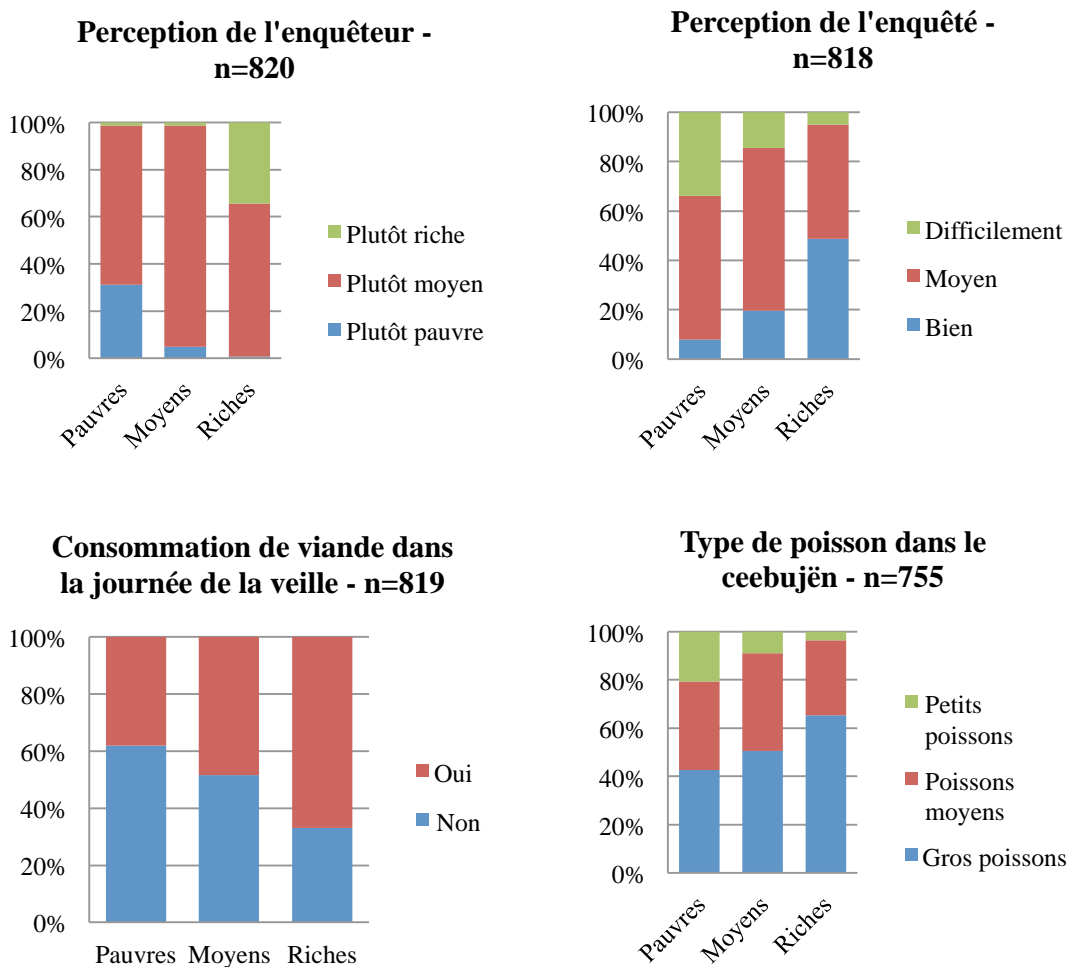 Perception de l'enquêteur -
n=820
100%
80%
60%
40%
20%
0%
Pauvres
Moyens
Riches
Plutôt riche
Plutôt moyen
Plutôt pauvre
Perception de l'enquêté -
n=818
100%
80%
60%
40%
20%
0%
Pauvres
Moyens
Riches
Difficilement
Moyen
Bien
Consommation de viande dans
la journée de la veille - n=819
100%
80%
60%
40%
20%
0%
Pauvres Moyens Riches
Oui
Non
Type de poisson dans le
ceebujën - n=755
100%
80%
60%
40%
20%
0%
Pauvres
Moyens
Riches
Petits
poissons
Poissons
moyens
Gros poissons